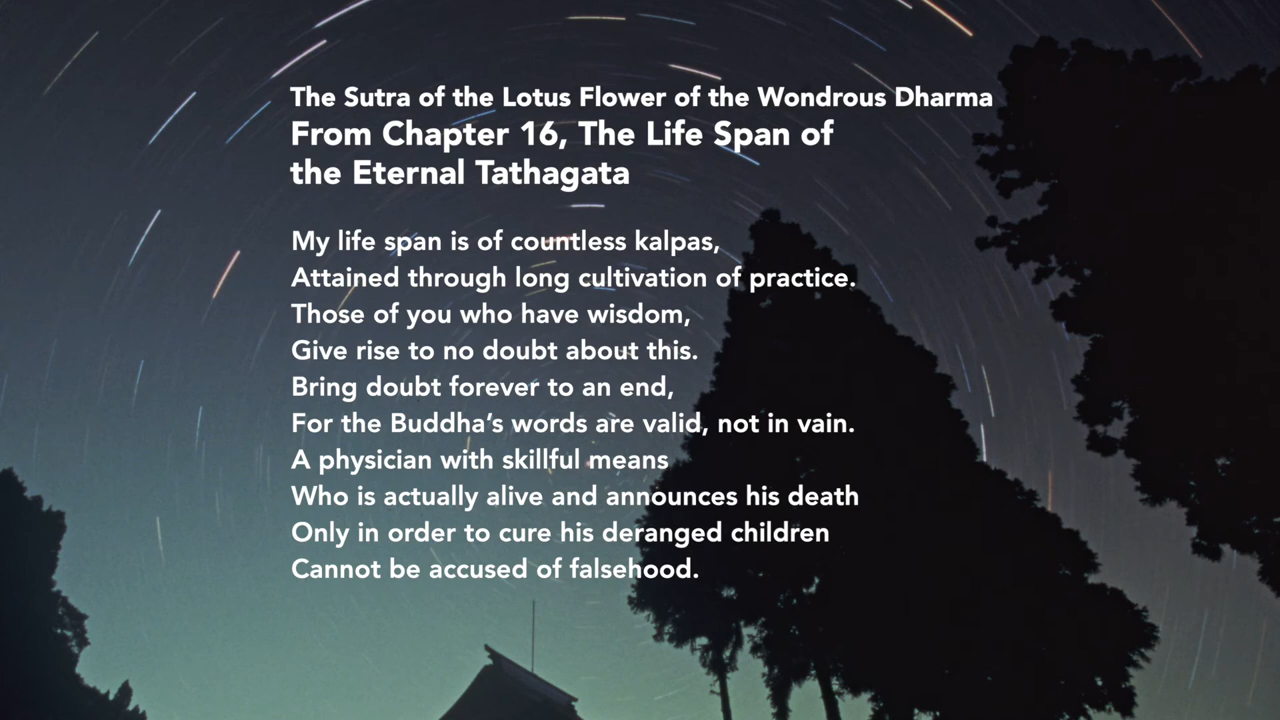 The Sutra of the Lotus Flower of the Wondrous Dharma
From Chapter 16, The Life Span of
the Eternal Tathagata
My life span is of countless kalpas,
Attained through long cultivation of practice.
Those of you who have wisdom,
Give rise to no doubt about this.
Bring doubt forever to an end,
For the Buddha’s words are valid, not in vain.
A physician with skillful means
Who is actually alive and announces his death
Only in order to cure his deranged children
Cannot be accused of falsehood.